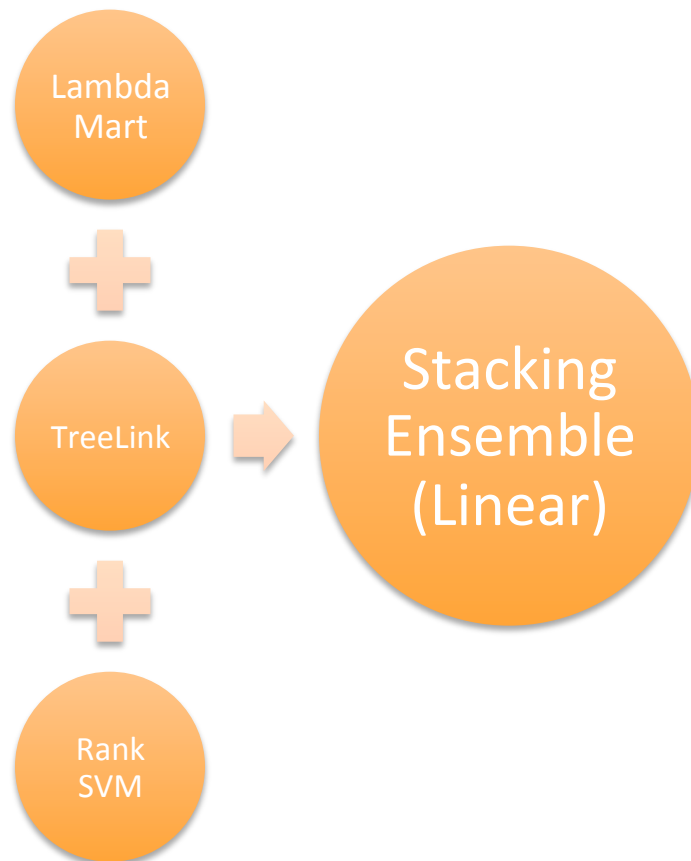 Lambda
Mart
TreeLink
Rank
SVM
Stacking
Ensemble
(Linear)